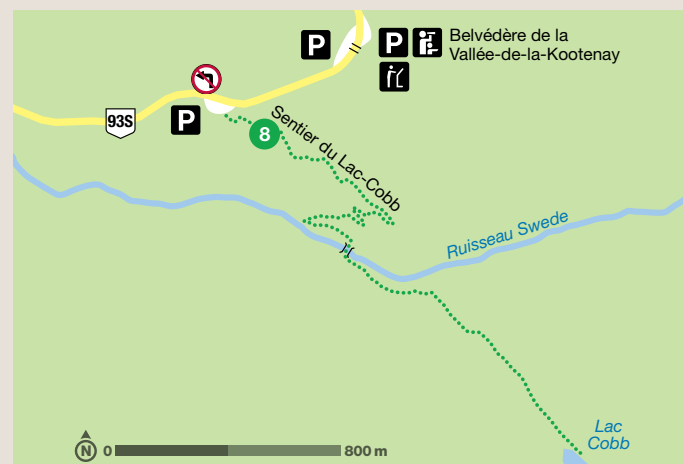 P
P
Belvédère de la
Vallée-de-la-Kootenay
93S
P
8
Sentier du Lac-Cobb
Ruisseau Swede
Lac
Cobb
N
0
800 m